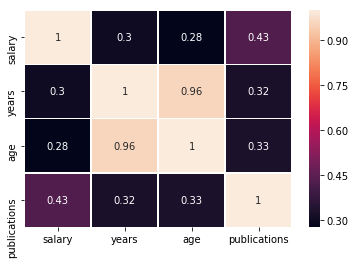 salary 1 0.3 0.28 0.43
years 0.3 1 0.96 0.32
age 0.28 0.96 1 0.33
publications 0.43 0.32 0.33 1
salary years age publications
0.90
0.75
0.60
0.45
0.30